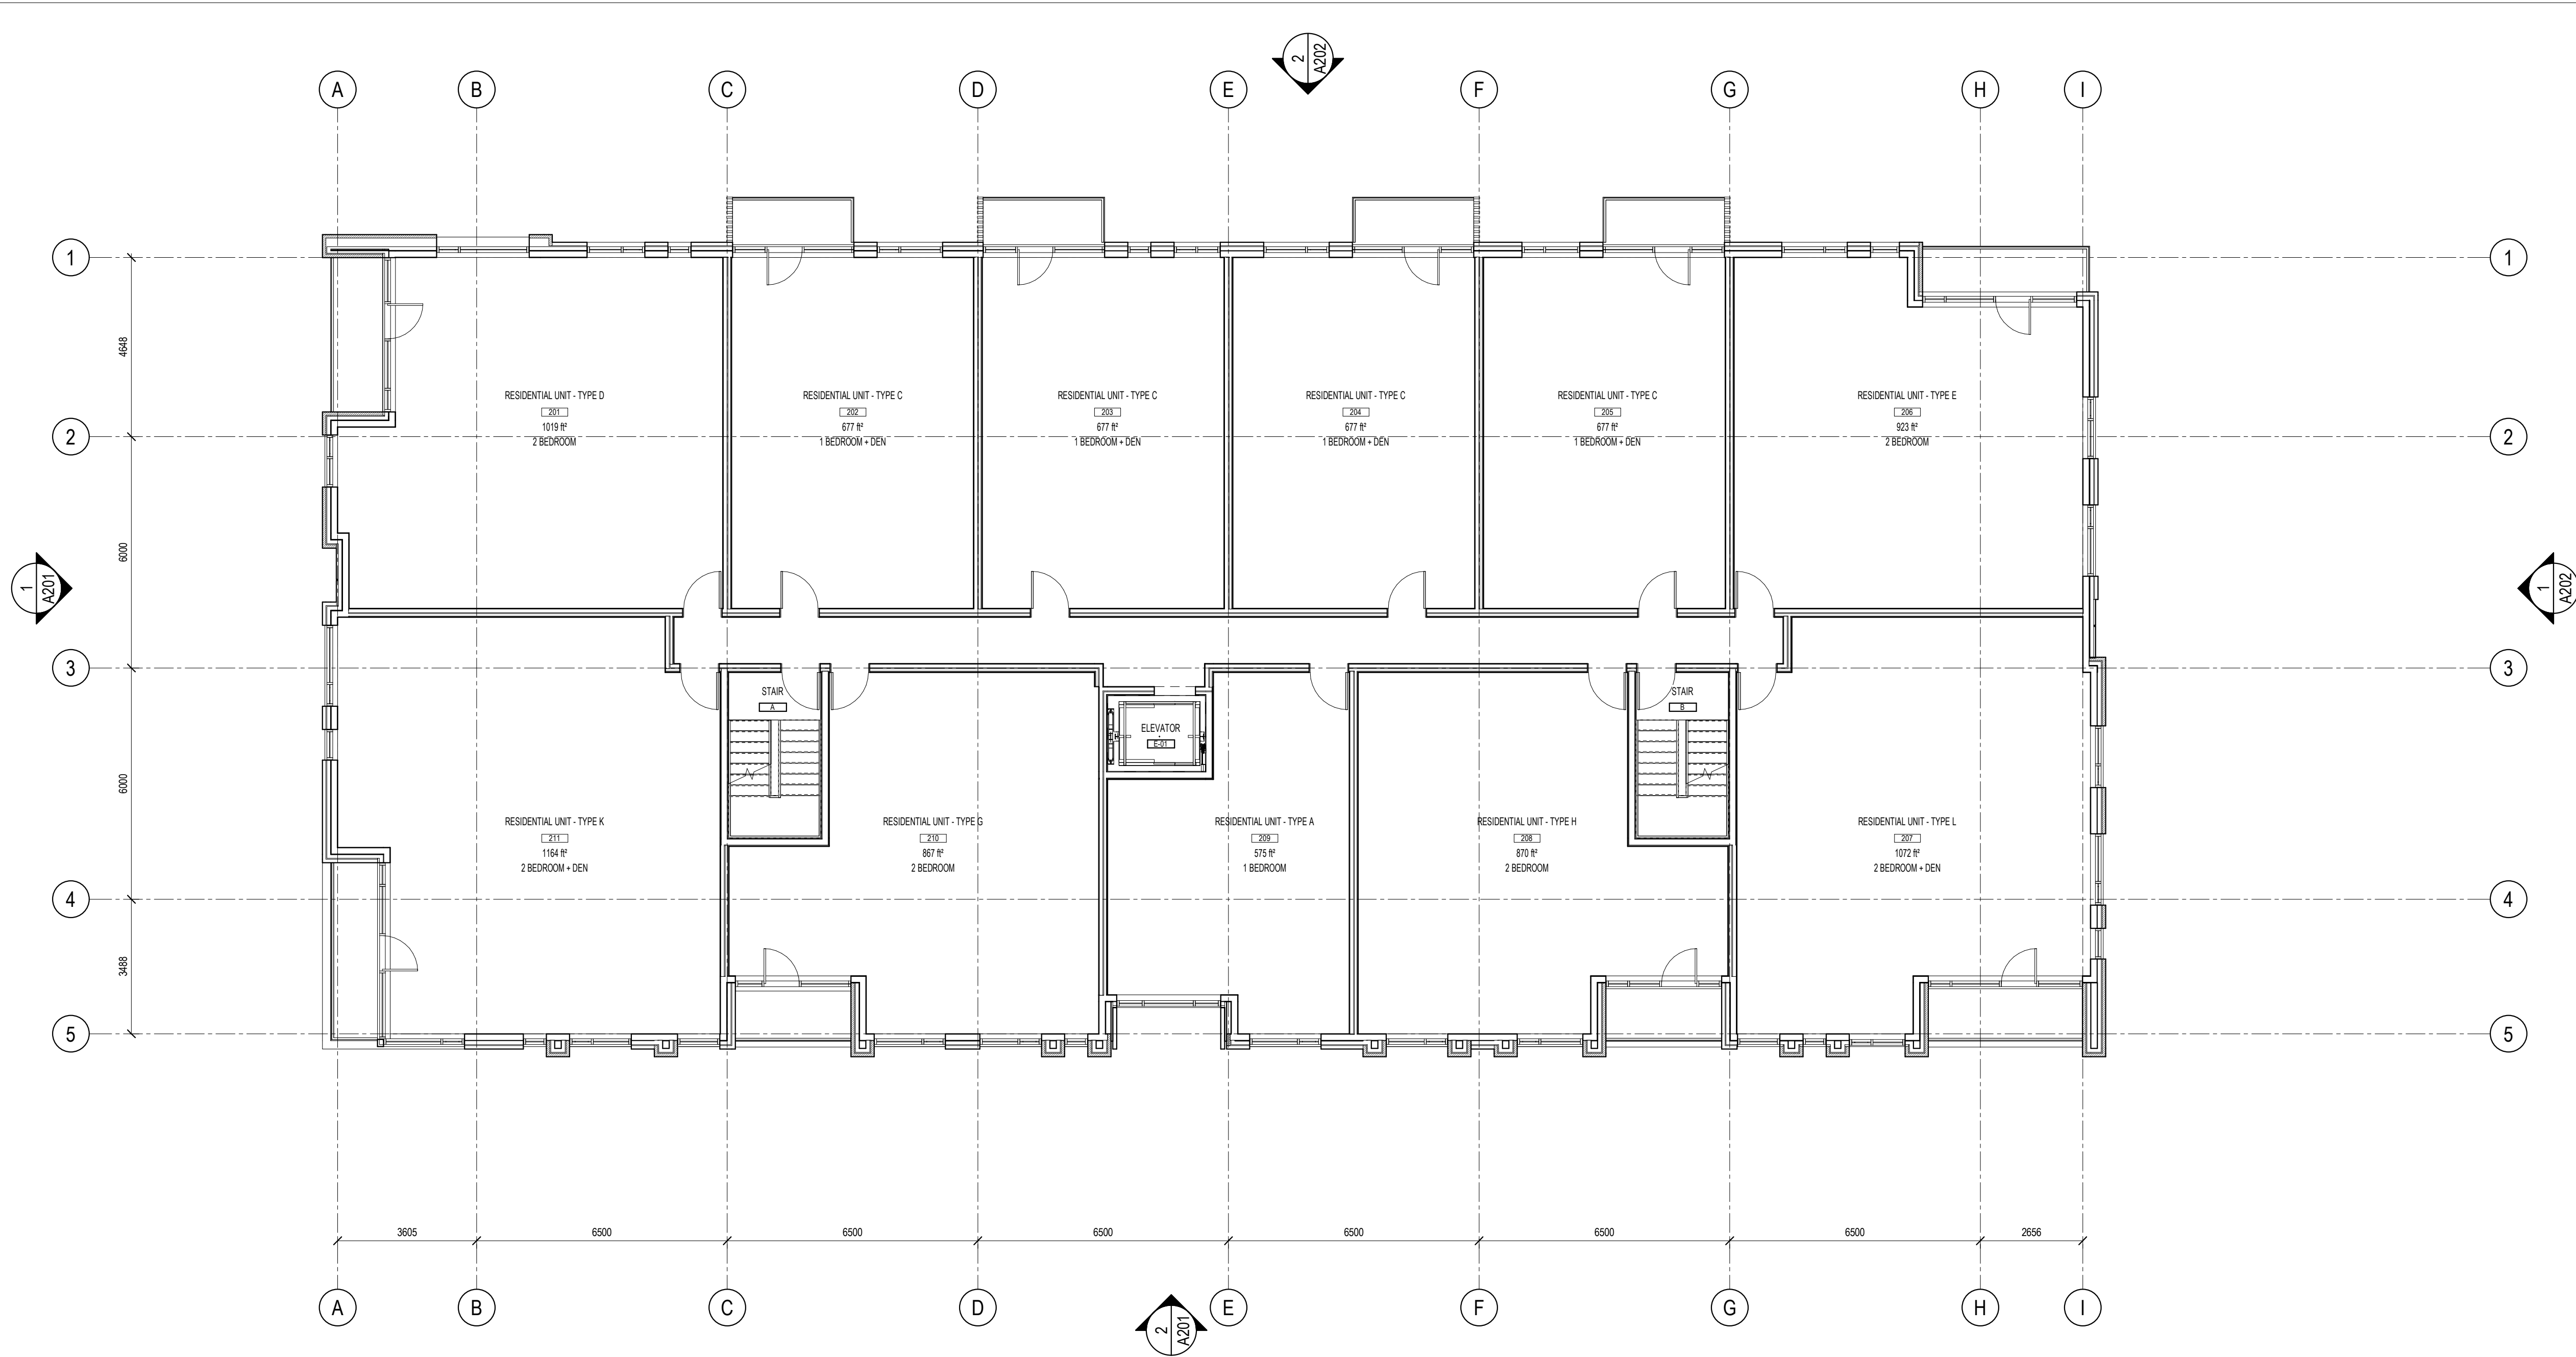 2
A202
A B C D E F G H I
1 1
4648
RESIDENTIAL UNIT - TYPE D
201
1019 ft²
2 BEDROOM
RESIDENTIAL UNIT - TYPE C
202
677 ft²
1 BEDROOM + DEN
RESIDENTIAL UNIT - TYPE C
203
677 ft²
1 BEDROOM + DEN
RESIDENTIAL UNIT - TYPE C
204
677 ft²
1 BEDROOM + DEN
RESIDENTIAL UNIT - TYPE C
205
677 ft²
1 BEDROOM + DEN
RESIDENTIAL UNIT - TYPE E
206
923 ft²
2 BEDROOM
2 2
6000
1
A201
1
A202
3 3
STAIR
A
ELEVATOR
E-01
STAIR
B
6000
RESIDENTIAL UNIT - TYPE K
211
1164 ft²
2 BEDROOM + DEN
RESIDENTIAL UNIT - TYPE G
210
867 ft²
2 BEDROOM
RESIDENTIAL UNIT - TYPE A
209
575 ft²
1 BEDROOM
RESIDENTIAL UNIT - TYPE H
208
870 ft²
2 BEDROOM
RESIDENTIAL UNIT - TYPE L
207
1072 ft²
2 BEDROOM + DEN
4 4
3488
5 5
3605 6500 6500 6500 6500 6500 6500 2656
A B C D E F G H I
2
A201